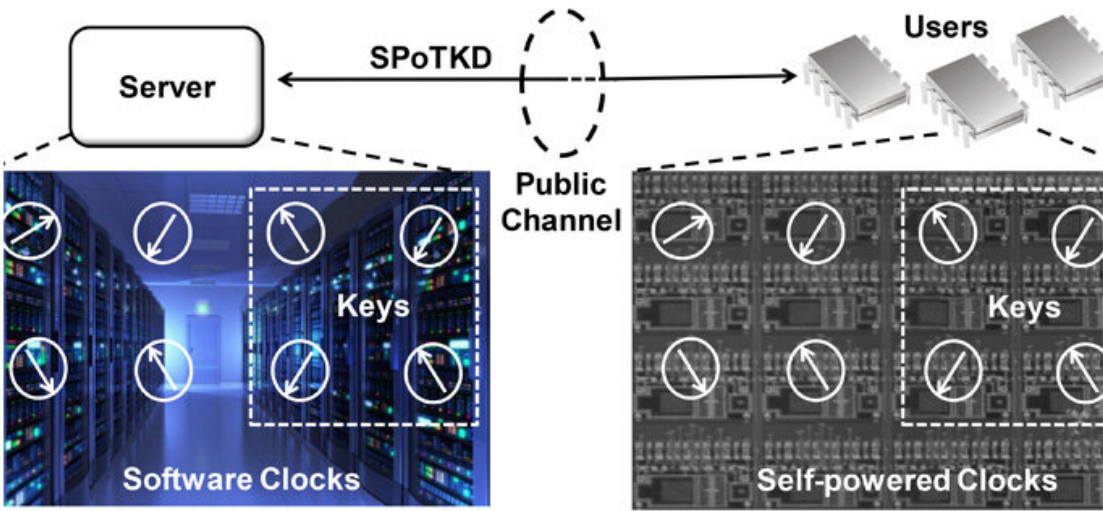 Server
SPoTKD
Users
Public
Channel
Keys
Keys
Software Clocks
Self-powered Clocks